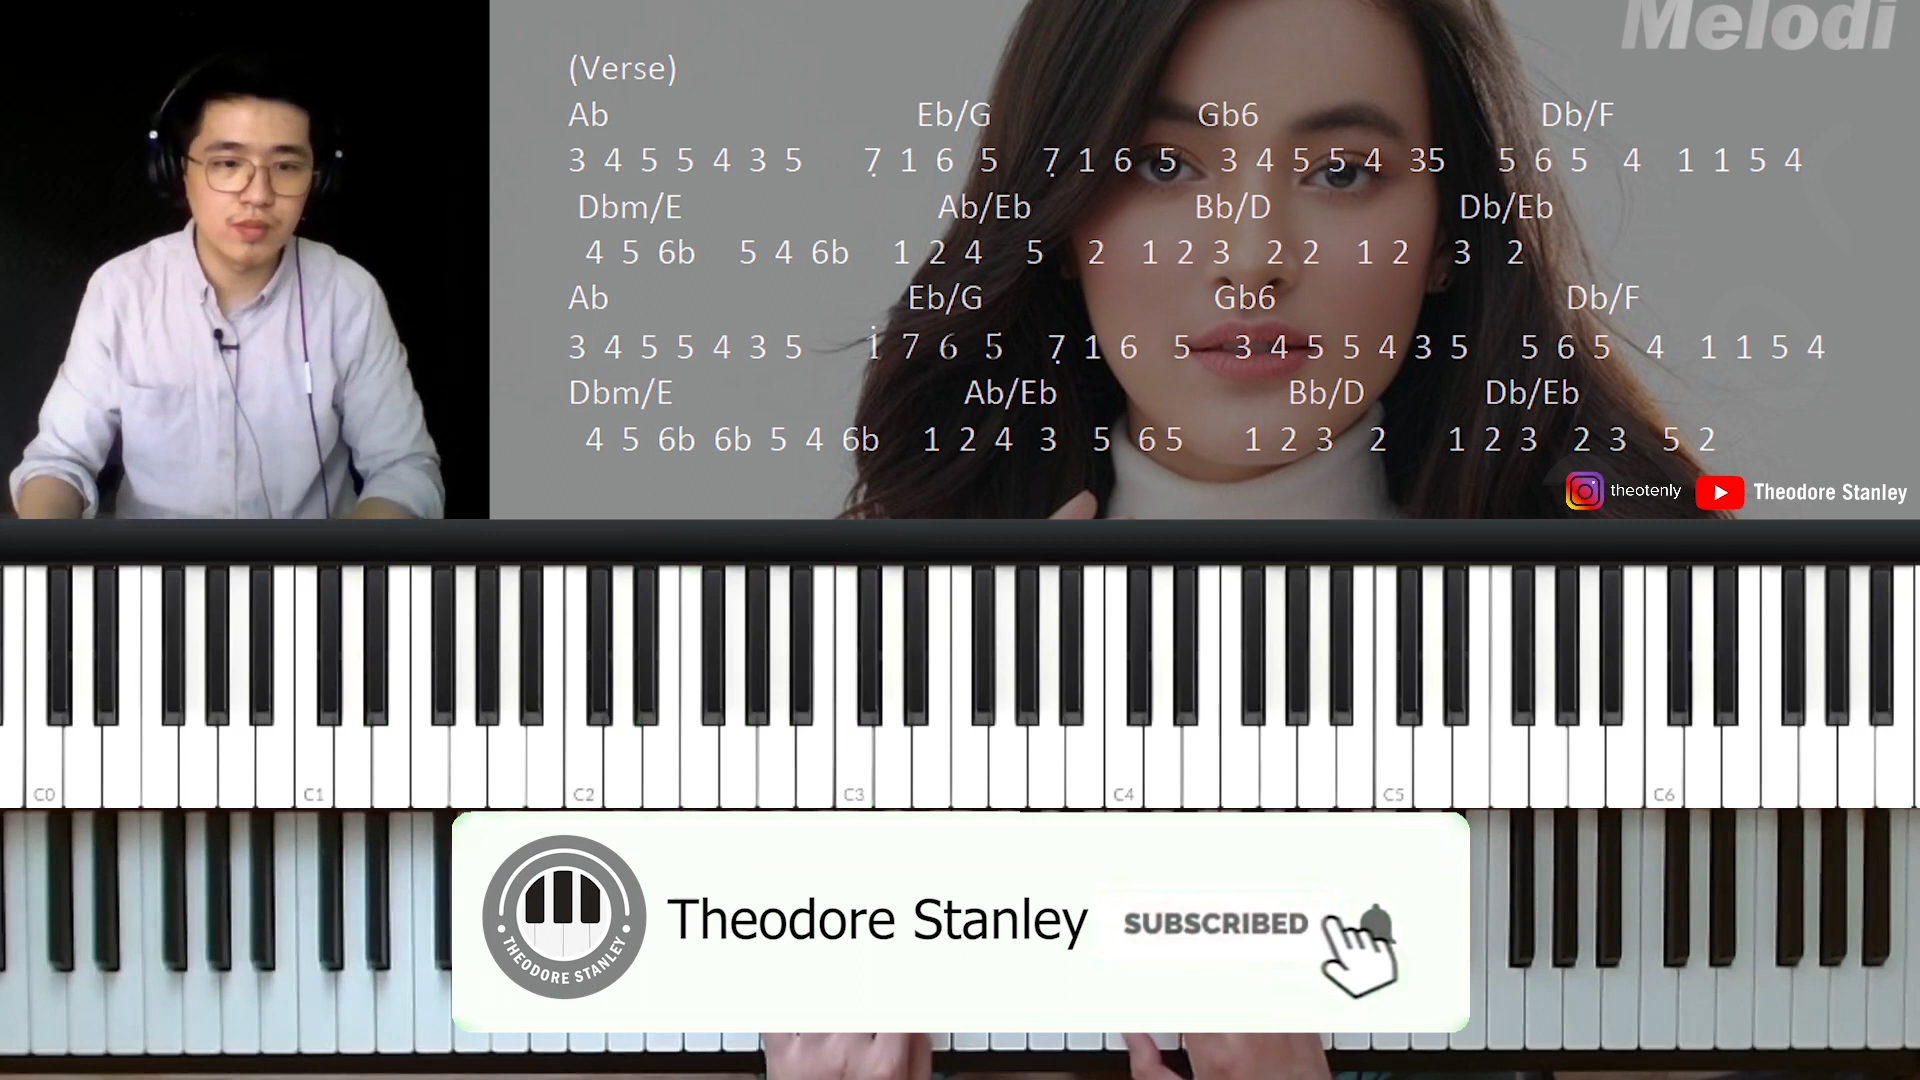 Melodi
(Verse)
Ab Eb/G Gb6 Db/F
3 4 5 5 4 3 5 7̣ 1 6 5 7̣ 1 6 5 3 4 5 5 4 35 5 6 5 4 1 1 5 4
Dbm/E Ab/Eb Bb/D Db/Eb
4 5 6b 5 4 6b 1 2 4 5 2 1 2 3 2 2 1 2 3 2
Ab Eb/G Gb6 Db/F
3 4 5 5 4 3 5 1̇ 7 6 5 7̣ 1 6 5 3 4 5 5 4 3 5 5 6 5 4 1 1 5 4
Dbm/E Ab/Eb Bb/D Db/Eb
4 5 6b 6b 5 4 6b 1 2 4 3 5 6 5 1 2 3 2 1 2 3 2 3 5 2
theotenly Theodore Stanley
C0 C1 C2 C3 C4 C5 C6
THEODORE STANLEY
Theodore Stanley SUBSCRIBED